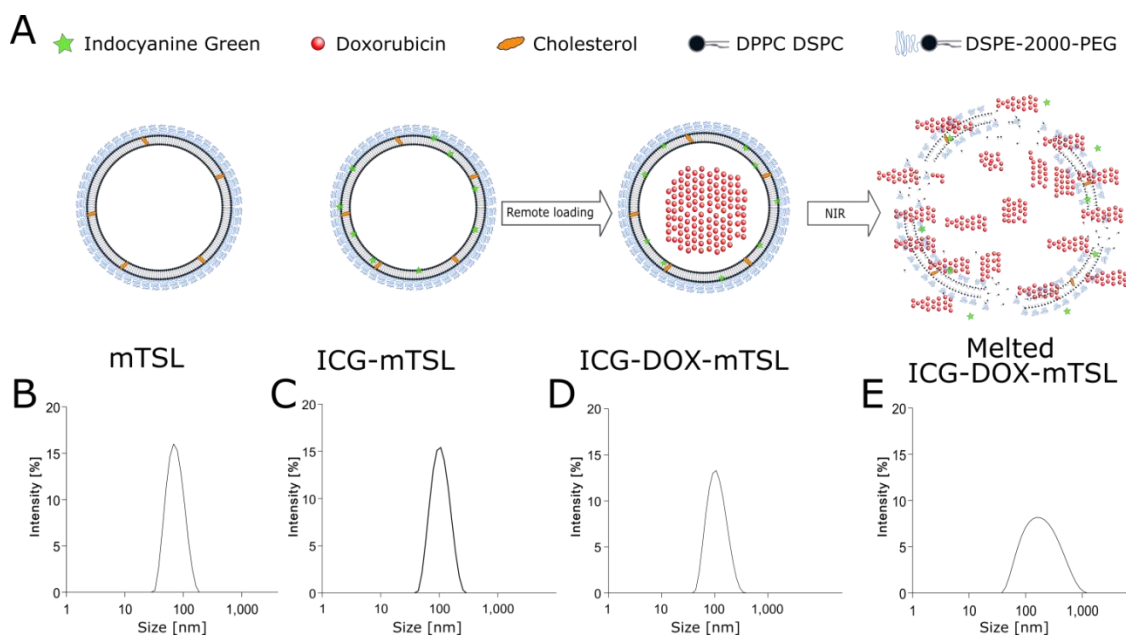 A
Indocyanine Green
Doxorubicin
Cholesterol
DPPC DSPC
DSPE-2000-PEG
Remote loading
NIR
mTSL
ICG-mTSL
ICG-DOX-mTSL
Melted
ICG-DOX-mTSL
B
20
15
10
5
0
Intensity [%]
1
10
100
1,000
Size [nm]
C
20
15
10
5
0
Intensity [%]
1
10
100
1,000
Size [nm]
D
20
15
10
5
0
Intensity [%]
1
10
100
1,000
Size [nm]
E
20
15
10
5
0
Intensity [%]
1
10
100
1,000
Size [nm]